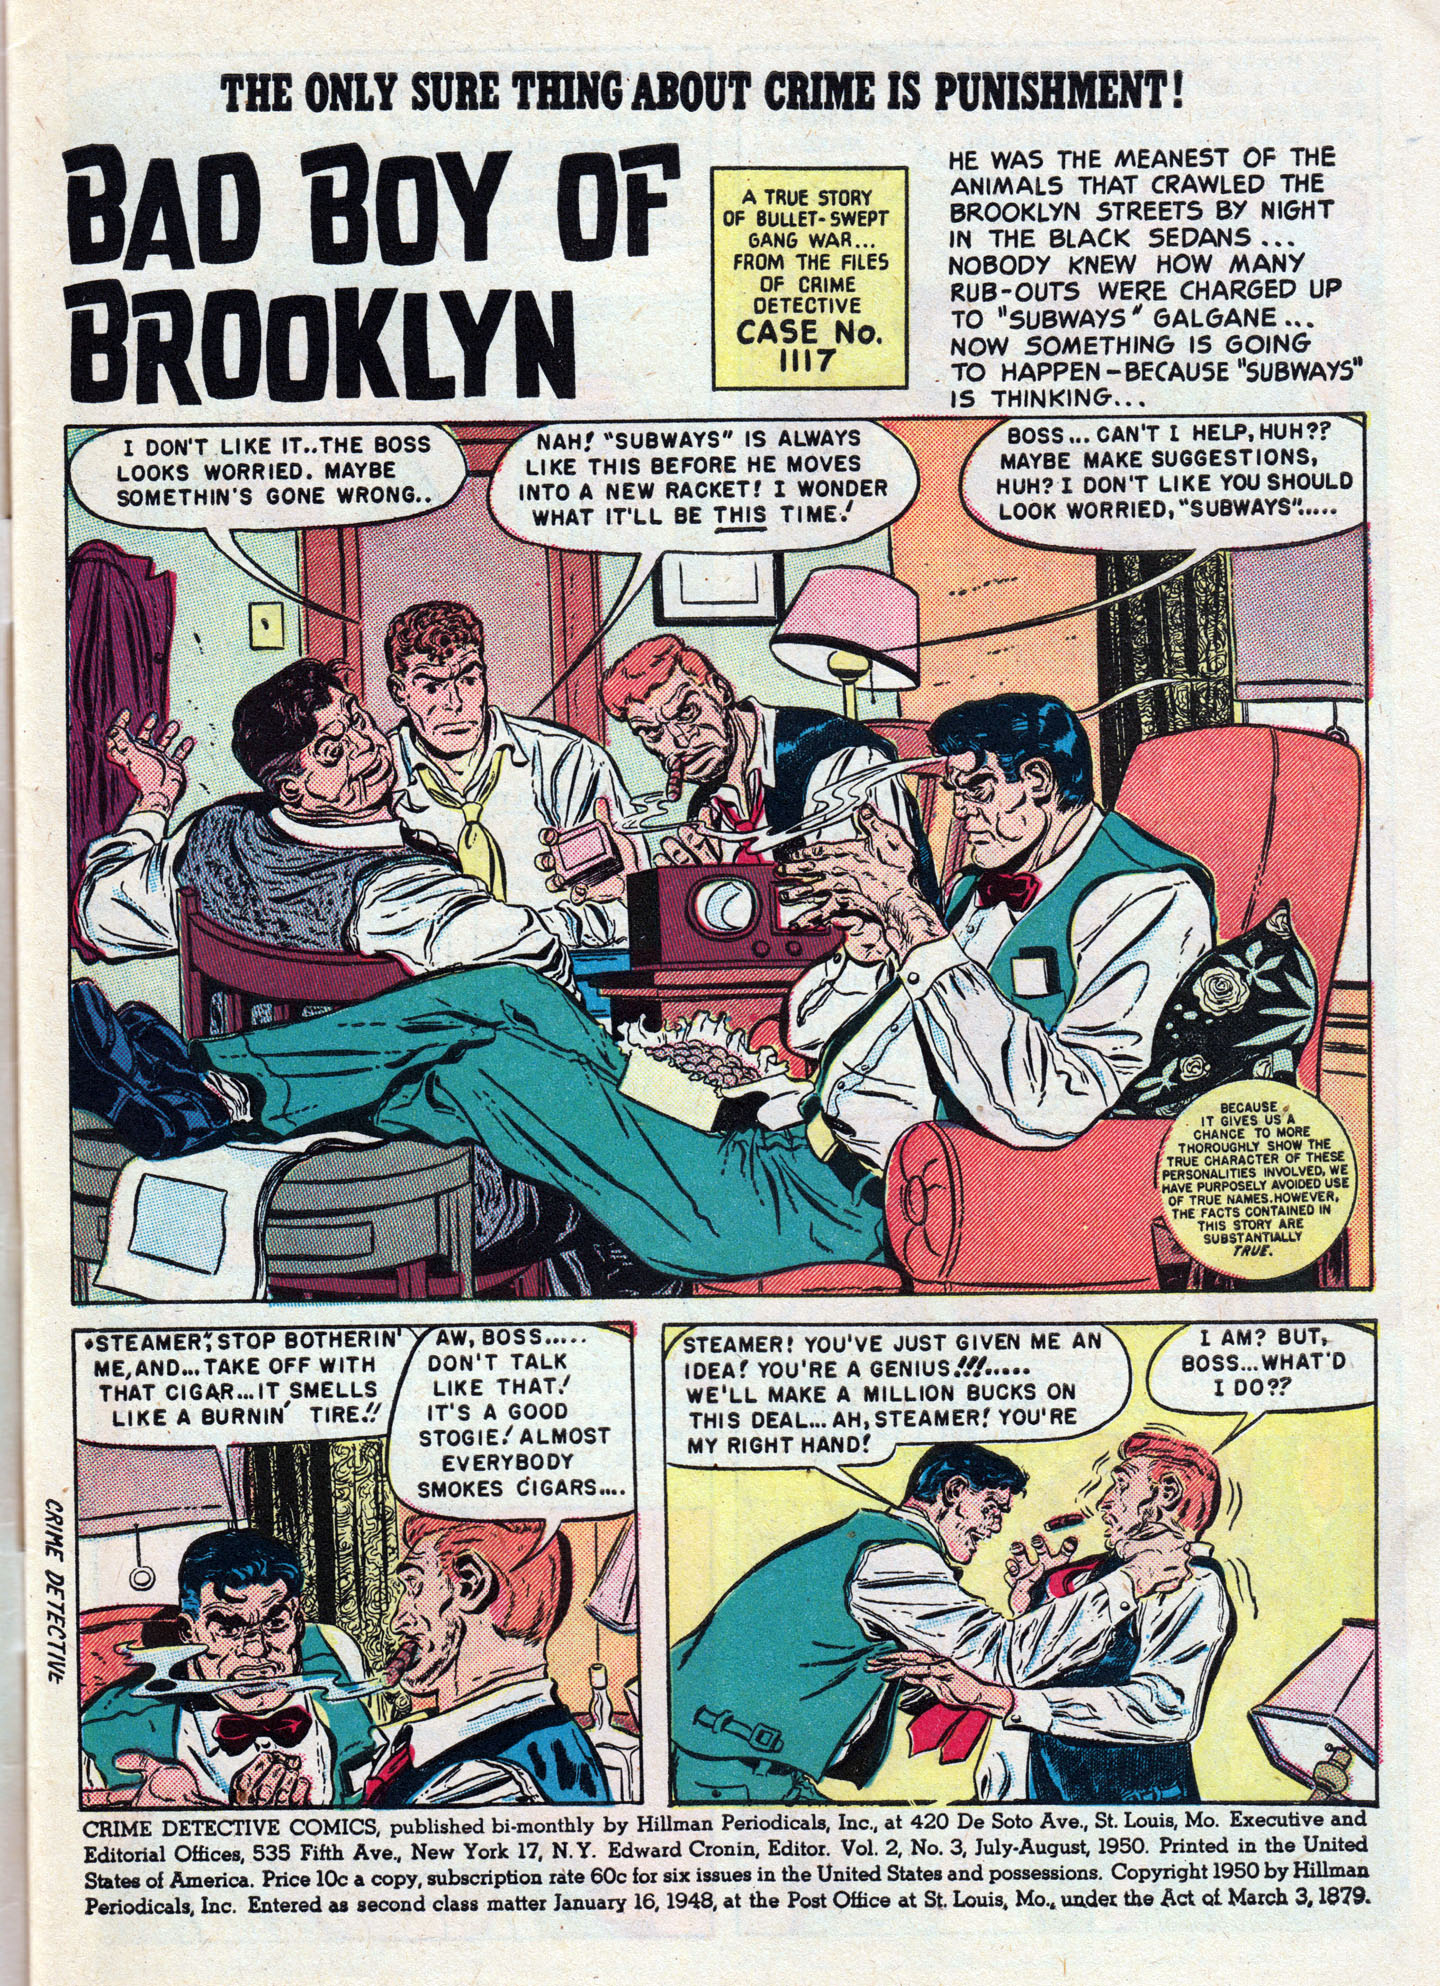 THE ONLY SURE THING ABOUT CRIME IS PUNISHMENT!
BAD BOY OF
BROOKLYN
A TRUE STORY
OF BULLET-SWEPT
GANG WAR...
FROM THE FILES
OF CRIME
DETECTIVE
CASE No.
1117
HE WAS THE MEANEST OF THE
ANIMALS THAT CRAWLED THE
BROOKLYN STREETS BY NIGHT
IN THE BLACK SEDANS...
NOBODY KNEW HOW MANY
RUB-OUTS WERE CHARGED UP
TO "SUBWAYS" GALGANE...
NOW SOMETHING IS GOING
TO HAPPEN-BECAUSE "SUBWAYS"
IS THINKING...
I DON'T LIKE IT..THE BOSS
LOOKS WORRIED. MAYBE
SOMETHIN'S GONE WRONG..
NAH! "SUBWAYS" IS ALWAYS
LIKE THIS BEFORE HE MOVES
INTO A NEW RACKET! I WONDER
WHAT IT'LL BE THIS TIME!
BOSS... CAN'T I HELP, HUH??
MAYBE MAKE SUGGESTIONS,
HUH? I DON'T LIKE YOU SHOULD
LOOK WORRIED, "SUBWAYS".....
BECAUSE
IT GIVES US A
CHANCE TO MORE
THOROUGHLY SHOW THE
TRUE CHARACTER OF THESE
PERSONALITIES INVOLVED, WE
HAVE PURPOSELY AVOIDED USE
OF TRUE NAMES. HOWEVER,
THE FACTS CONTAINED IN
THIS STORY ARE
SUBSTANTIALLY
TRUE.
"STEAMER", STOP BOTHERIN'
ME, AND... TAKE OFF WITH
THAT CIGAR... IT SMELLS
LIKE A BURNIN' TIRE!!
AW, BOSS.....
DON'T TALK
LIKE THAT!
IT'S A GOOD
STOGIE! ALMOST
EVERYBODY
SMOKES CIGARS....
STEAMER! YOU'VE JUST GIVEN ME AN
IDEA! YOU'RE A GENIUS!!!.....
WE'LL MAKE A MILLION BUCKS ON
THIS DEAL... AH, STEAMER! YOU'RE
MY RIGHT HAND!
I AM? BUT,
BOSS... WHAT'D
I DO??
CRIME DETECTIVE
CRIME DETECTIVE COMICS, published bi-monthly by Hillman Periodicals, Inc., at 420 De Soto Ave., St. Louis, Mo. Executive and
Editorial Offices, 535 Fifth Ave., New York 17, N.Y. Edward Cronin, Editor. Vol. 2, No. 3, July-August, 1950. Printed in the United
States of America. Price 10c a copy, subscription rate 60c for six issues in the United States and possessions. Copyright 1950 by Hillman
Periodicals, Inc. Entered as second class matter January 16, 1948, at the Post Office at St. Louis, Mo., under the Act of March 3, 1879.